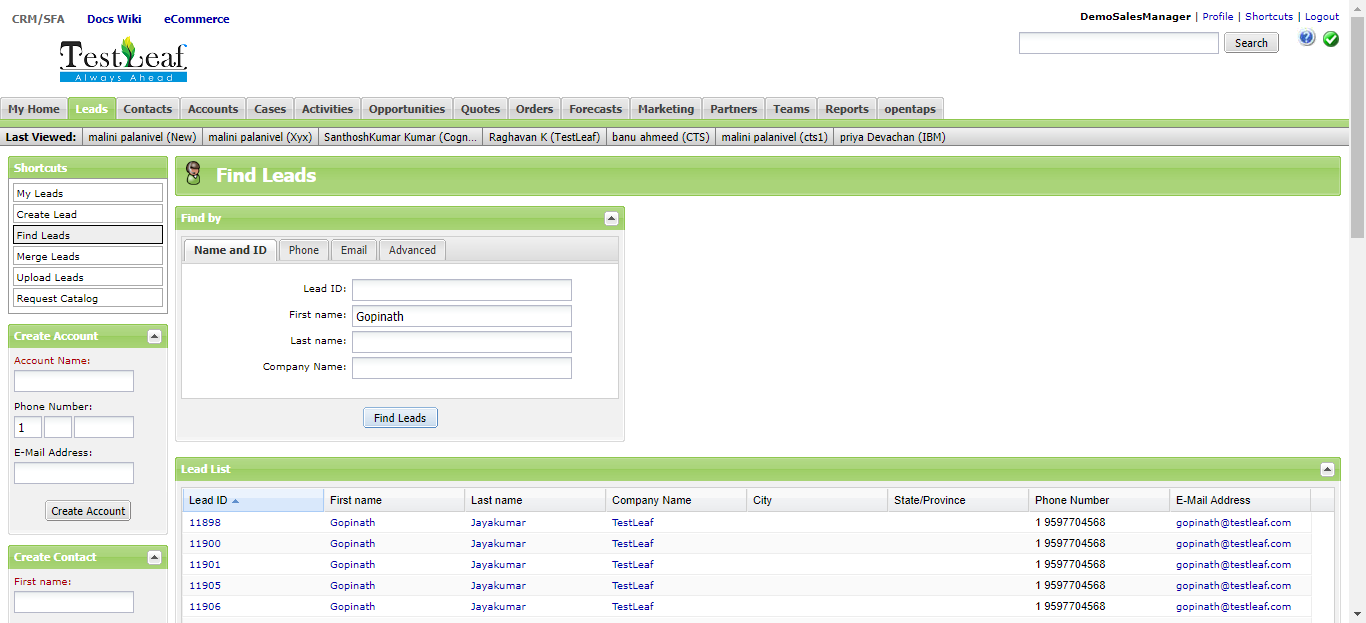 CRM/SFA Docs Wiki eCommerce
DemoSalesManager | Profile | Shortcuts | Logout
TestLeaf
Always Ahead
Search
My Home Leads Contacts Accounts Cases Activities Opportunities Quotes Orders Forecasts Marketing Partners Teams Reports opentaps
Last Viewed: malini palanivel (New) malini palanivel (Xyx) SanthoshKumar Kumar (Cogn... Raghavan K (TestLeaf) banu ahmeed (CTS) malini palanivel (cts1) priya Devachan (IBM)
Shortcuts
My Leads
Create Lead
Find Leads
Merge Leads
Upload Leads
Request Catalog
Create Account
Account Name:
Phone Number:
1
E-Mail Address:
Create Account
Create Contact
First name:
Find Leads
Find by
Name and ID Phone Email Advanced
Lead ID:
First name: Gopinath
Last name:
Company Name:
Find Leads
Lead List
Lead ID First name Last name Company Name City State/Province Phone Number E-Mail Address
11898 Gopinath Jayakumar TestLeaf 1 9597704568 gopinath@testleaf.com
11900 Gopinath Jayakumar TestLeaf 1 9597704568 gopinath@testleaf.com
11901 Gopinath Jayakumar TestLeaf 1 9597704568 gopinath@testleaf.com
11905 Gopinath Jayakumar TestLeaf 1 9597704568 gopinath@testleaf.com
11906 Gopinath Jayakumar TestLeaf 1 9597704568 gopinath@testleaf.com